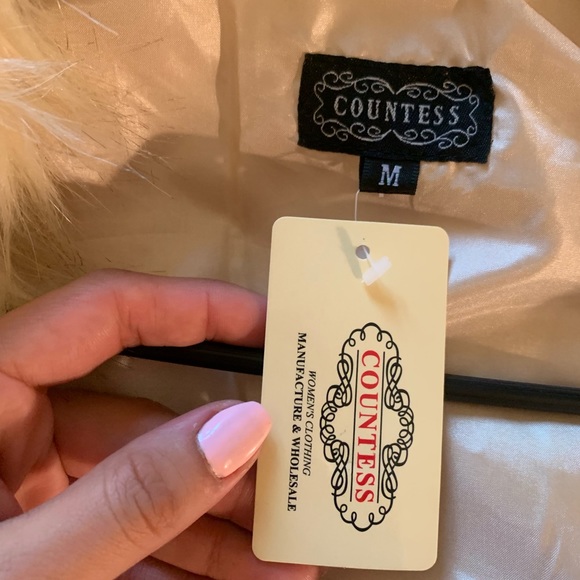 COUNTESS
M
COUNTESS
WOMEN'S CLOTHING
MANUFACTURE & WHOLESALE